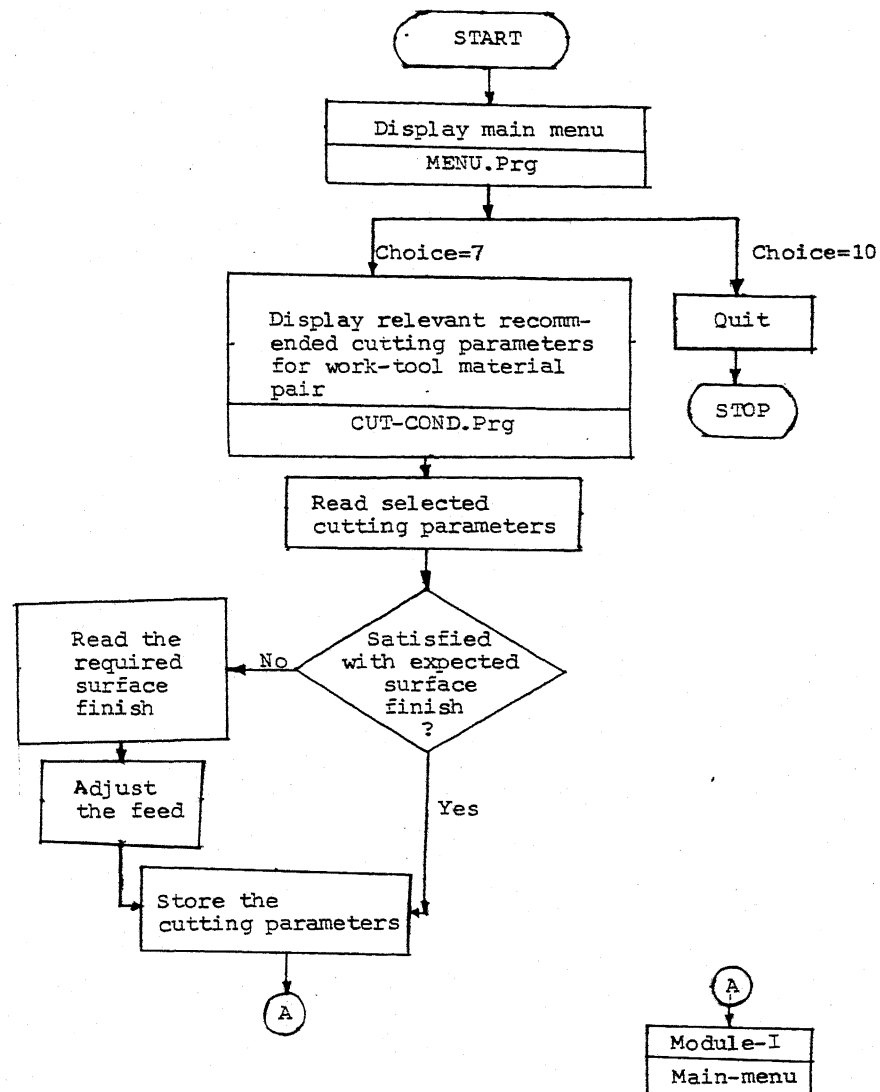 START
Display main menu
MENU.Prg
Choice=7
Choice=10
Display relevant recomm-
ended cutting parameters
for work-tool material
pair
CUT-COND.Prg
Quit
STOP
Read selected
cutting parameters
Satisfied
with expected
surface
finish
?
No
Read the
required
surface
finish
Adjust
the feed
Yes
Store the
cutting parameters
A
A
Module-I
Main-menu